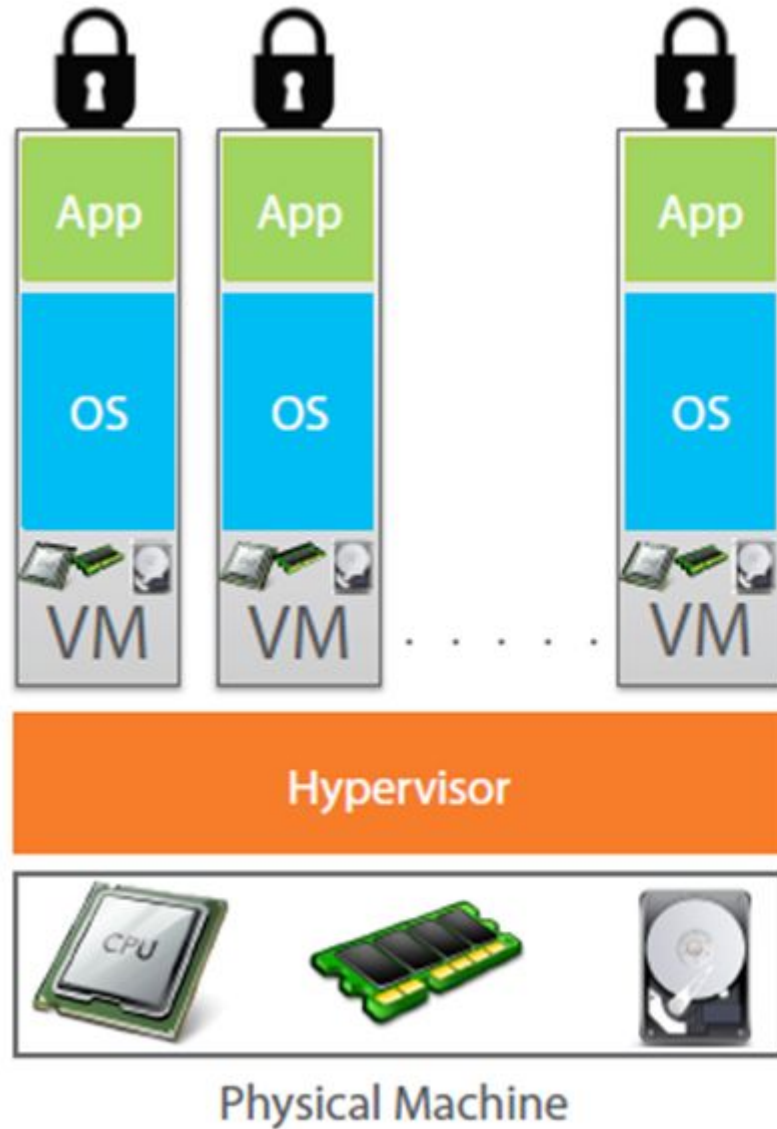 App App App
OS OS OS
VM VM . . . . . VM
Hypervisor
CPU
Physical Machine